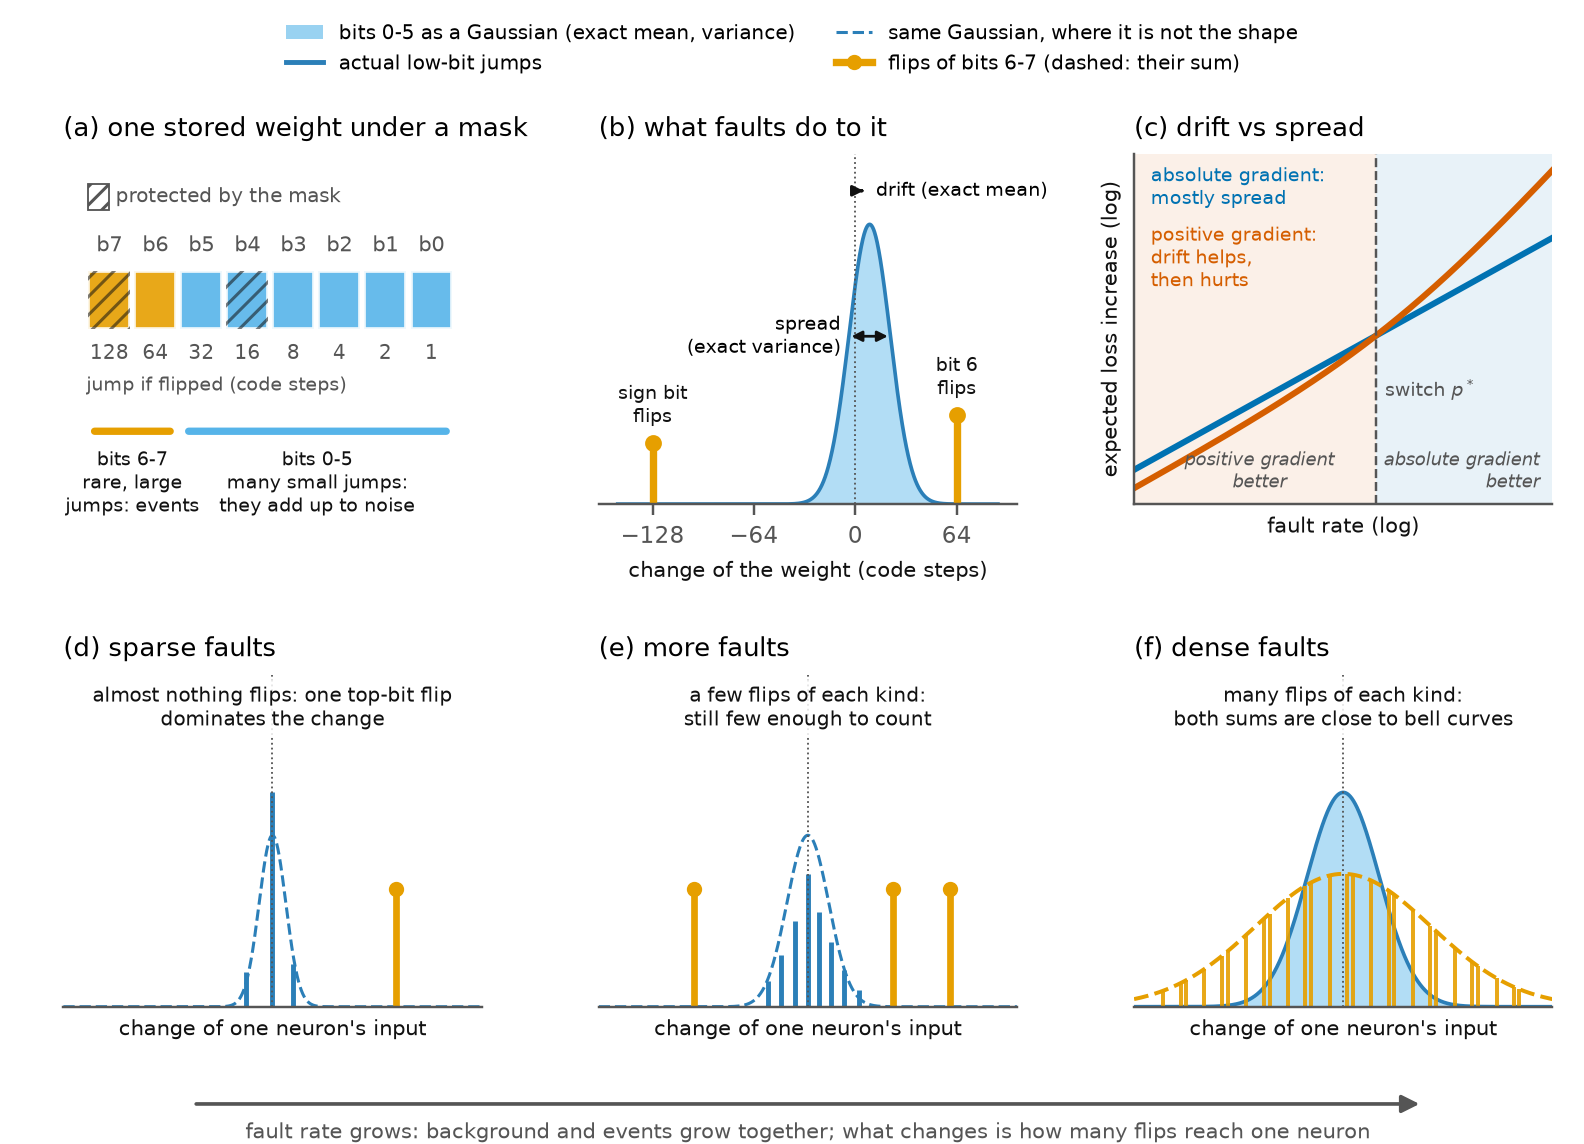 bits 0-5 as a Gaussian (exact mean, variance)
same Gaussian, where it is not the shape
actual low-bit jumps
flips of bits 6-7 (dashed: their sum)
(a) one stored weight under a mask
protected by the mask
b7 b6 b5 b4 b3 b2 b1 b0
128 64 32 16 8 4 2 1
jump if flipped (code steps)
bits 6-7
rare, large
jumps: events
bits 0-5
many small jumps:
they add up to noise
(b) what faults do to it
drift (exact mean)
spread
(exact variance)
sign bit
flips
bit 6
flips
−128 −64 0 64
change of the weight (code steps)
(c) drift vs spread
expected loss increase (log)
absolute gradient:
mostly spread
positive gradient:
drift helps,
then hurts
switch p*
positive gradient
better
absolute gradient
better
fault rate (log)
(d) sparse faults
almost nothing flips: one top-bit flip
dominates the change
change of one neuron's input
(e) more faults
a few flips of each kind:
still few enough to count
change of one neuron's input
(f) dense faults
many flips of each kind:
both sums are close to bell curves
change of one neuron's input
fault rate grows: background and events grow together; what changes is how many flips reach one neuron